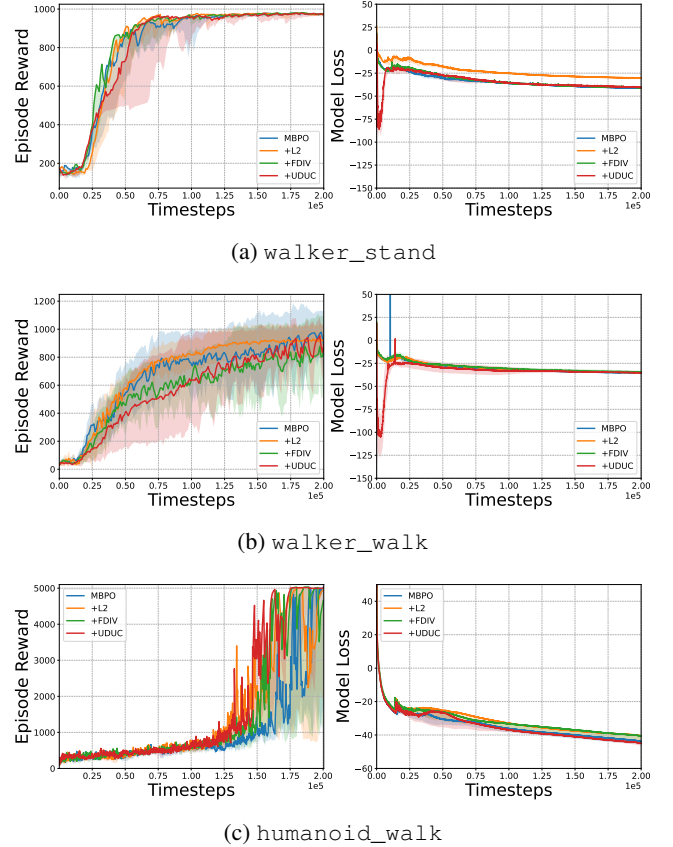 1000
800
600
400
200
Episode Reward
0.00 0.25 0.50 0.75 1.00 1.25 1.50 1.75 2.00
1e5
Timesteps
MBPO
+L2
+FDIV
+UDUC
50
25
0
−25
−50
−75
−100
−125
−150
Model Loss
0.00 0.25 0.50 0.75 1.00 1.25 1.50 1.75 2.00
1e5
Timesteps
MBPO
+L2
+FDIV
+UDUC
(a) walker_stand
1200
1000
800
600
400
200
0
Episode Reward
0.00 0.25 0.50 0.75 1.00 1.25 1.50 1.75 2.00
1e5
Timesteps
MBPO
+L2
+FDIV
+UDUC
50
25
0
−25
−50
−75
−100
−125
−150
Model Loss
0.00 0.25 0.50 0.75 1.00 1.25 1.50 1.75 2.00
1e5
Timesteps
MBPO
+L2
+FDIV
+UDUC
(b) walker_walk
5000
4000
3000
2000
1000
0
Episode Reward
0.00 0.25 0.50 0.75 1.00 1.25 1.50 1.75 2.00
1e5
Timesteps
MBPO
+L2
+FDIV
+UDUC
40
20
0
−20
−40
−60
Model Loss
0.00 0.25 0.50 0.75 1.00 1.25 1.50 1.75 2.00
1e5
Timesteps
MBPO
+L2
+FDIV
+UDUC
(c) humanoid_walk